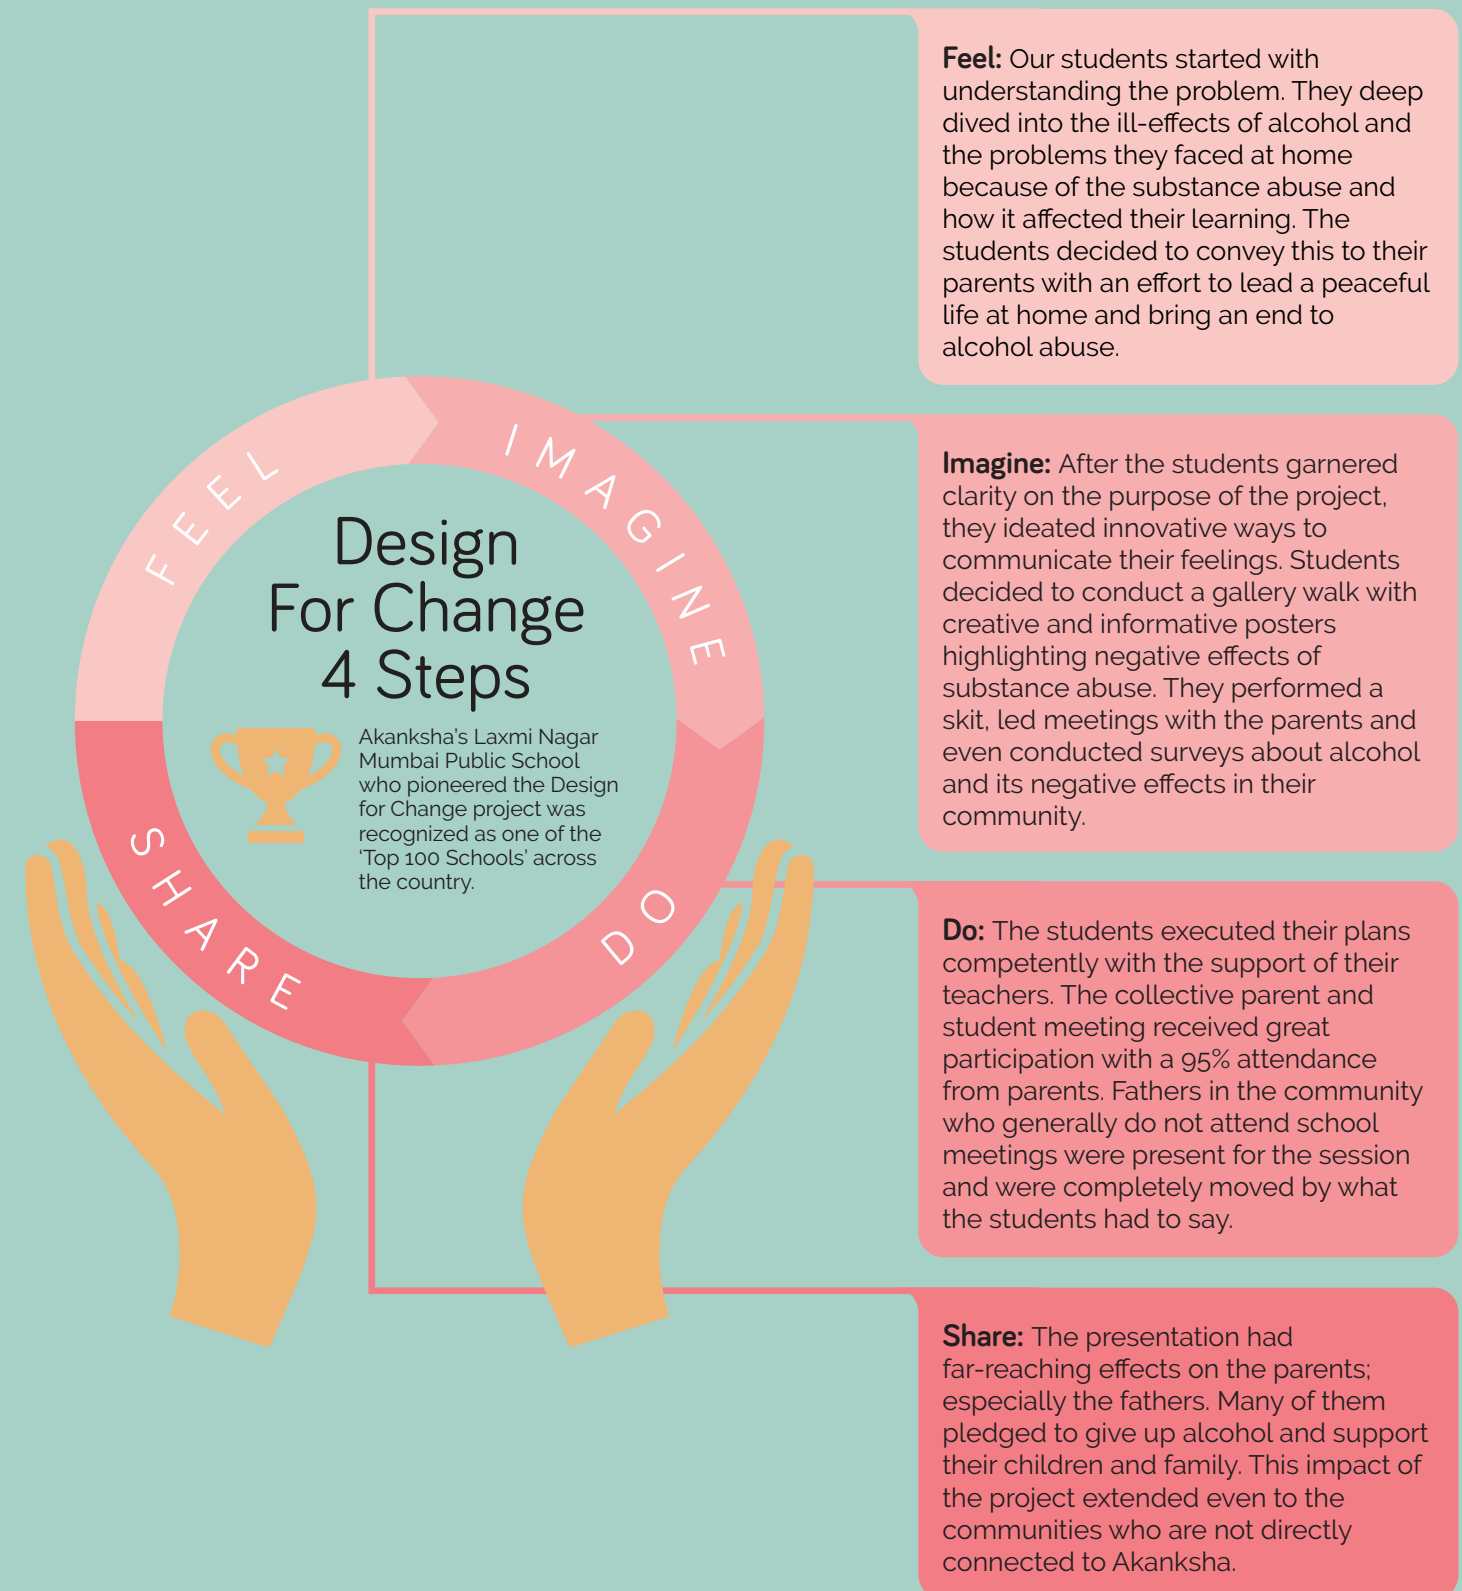 Feel: Our students started with
understanding the problem. They deep
dived into the ill-effects of alcohol and
the problems they faced at home
because of the substance abuse and
how it affected their learning. The
students decided to convey this to their
parents with an effort to lead a peaceful
life at home and bring an end to
alcohol abuse.
FEEL
IMAGINE
DO
SHARE
Design
For Change
4 Steps
Akanksha's Laxmi Nagar
Mumbai Public School
who pioneered the Design
for Change project was
recognized as one of the
‘Top 100 Schools’ across
the country.
Imagine: After the students garnered
clarity on the purpose of the project,
they ideated innovative ways to
communicate their feelings. Students
decided to conduct a gallery walk with
creative and informative posters
highlighting negative effects of
substance abuse. They performed a
skit, led meetings with the parents and
even conducted surveys about alcohol
and its negative effects in their
community.
Do: The students executed their plans
competently with the support of their
teachers. The collective parent and
student meeting received great
participation with a 95% attendance
from parents. Fathers in the community
who generally do not attend school
meetings were present for the session
and were completely moved by what
the students had to say.
Share: The presentation had
far-reaching effects on the parents;
especially the fathers. Many of them
pledged to give up alcohol and support
their children and family. This impact of
the project extended even to the
communities who are not directly
connected to Akanksha.